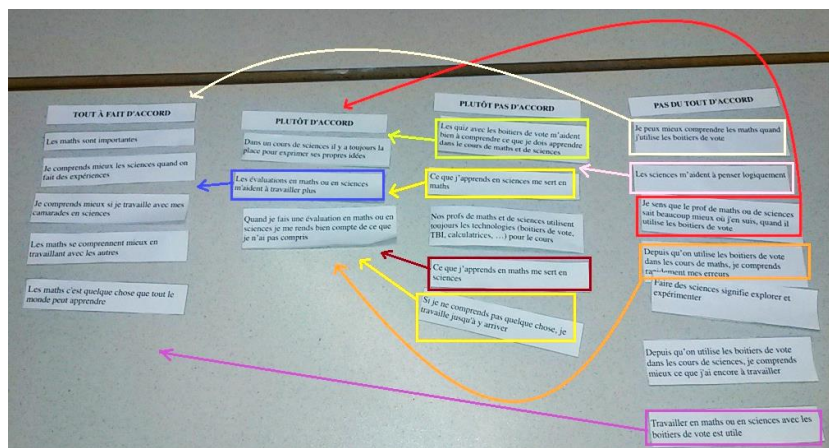 TOUT À FAIT D'ACCORD
Les maths sont importantes
Je comprends mieux les sciences quand on
fait des expériences
Je comprends mieux si je travaille avec mes
camarades en sciences
Les maths se comprennent mieux en
travaillant avec les autres
Les maths c'est quelque chose que tout le
monde peut apprendre
PLUTÔT D'ACCORD
Dans un cours de sciences il y a toujours la
place pour exprimer ses propres idées
Les évaluations en maths ou en sciences
m'aident à travailler plus
Quand je fais une évaluation en maths ou en
sciences je me rends bien compte de ce que
je n'ai pas compris
PLUTÔT PAS D'ACCORD
Les quiz avec les boitiers de vote m'aident
bien à comprendre ce que je dois apprendre
dans le cours de maths et de sciences
Ce que j'apprends en sciences me sert en
maths
Nos profs de maths et de sciences utilisent
toujours les technologies (boitiers de vote,
TBI, calculatrices, …) pour le cours
Ce que j'apprends en maths me sert en
sciences
Si je ne comprends pas quelque chose, je
travaille jusqu'à y arriver
PAS DU TOUT D'ACCORD
Je peux mieux comprendre les maths quand
j'utilise les boitiers de vote
Les sciences m'aident à penser logiquement
Je sens que le prof de maths ou de sciences
sait beaucoup mieux où j'en suis, quand il
utilise les boitiers de vote
Depuis qu'on utilise les boitiers de vote
dans les cours de maths, je comprends
rapidement mes erreurs
Faire des sciences signifie explorer et
expérimenter
Depuis qu'on utilise les boitiers de vote
dans les cours de sciences, je comprends
mieux ce que j'ai encore à travailler
Travailler en maths ou en sciences avec les
boitiers de vote est utile